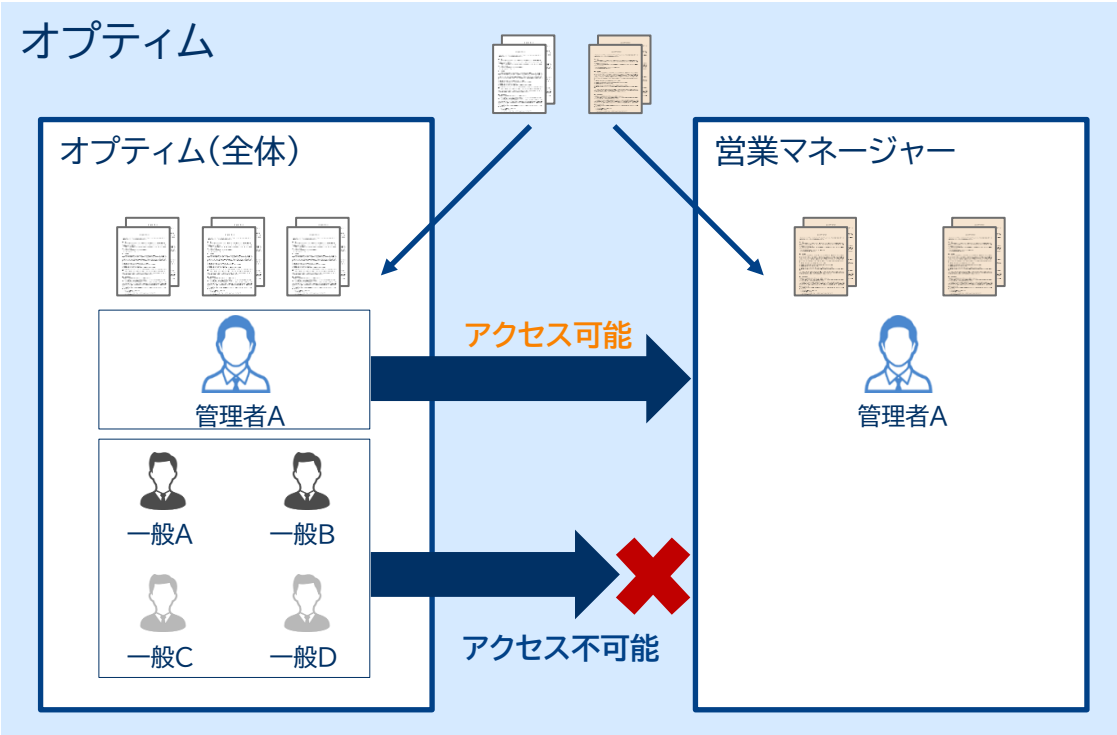 オプティム
オプティム(全体)
営業マネージャー
アクセス可能
管理者A
管理者A
一般A
一般B
アクセス不可能
一般C
一般D